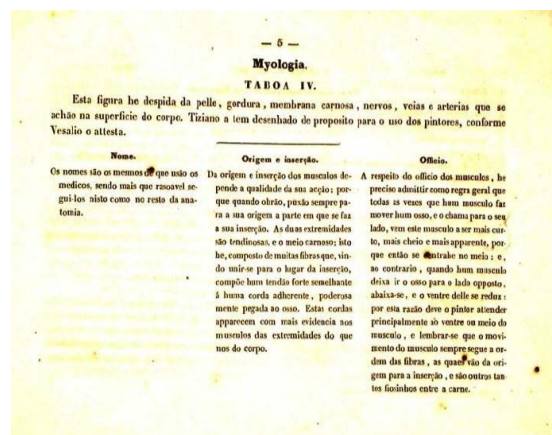 — 5 —
Myologia.
TABOA IV.
Esta figura he despida da pelle, gordura, membrana carnosa, nervos, veias e arterias que se
achão na superficie do corpo. Tiziano a tem desenhado de proposito para o uso dos pintores, conforme
Vesalio o attesta.
Nome.
Os nomes são os mesmos de que usão os
medicos, sendo mais que rasoavel se-
gui-los nisto como no resto da ana-
tomia.
Origem e inserção.
Da origem e inserção dos musculos de-
pende a qualidade da sua acção; por-
que quando obrão, puxão sempre pa-
ra a sua origem a parte em que se faz
a sua inserção. As duas extremidades
são tendinosas, e o meio carnoso; isto
he, composto de muitas fibras que, vin-
do unir-se para o lugar da inserção,
compõe hum tendão forte semelhante
á huma corda adherente, poderosa
mente pegada ao osso. Estas cordas
apparecem com mais evidencia nos
musculos das extremidades do que
nos do corpo.
Officio.
A respeito do officio dos musculos, he
preciso admittir como regra geral que
todas as vezes que hum musculo faz
mover hum osso, e o chama para o seu
lado, vem este musculo a ser mais cur-
to, mais cheio e mais apparente, por-
que então se contrahe no meio: e,
ao contrario, quando hum musculo
deixa ir o osso para o lado opposto,
abaixa-se, e o ventre delle se reduz:
por esta razão deve o pintor attender
principalmente ao ventre ou meio do
musculo, e lembrar-se que o movi-
mento do musculo sempre segue a or-
dem das fibras, as quaes vão da ori-
gem para a inserção, e são outros tan
tos fiosinhos entre a carne.